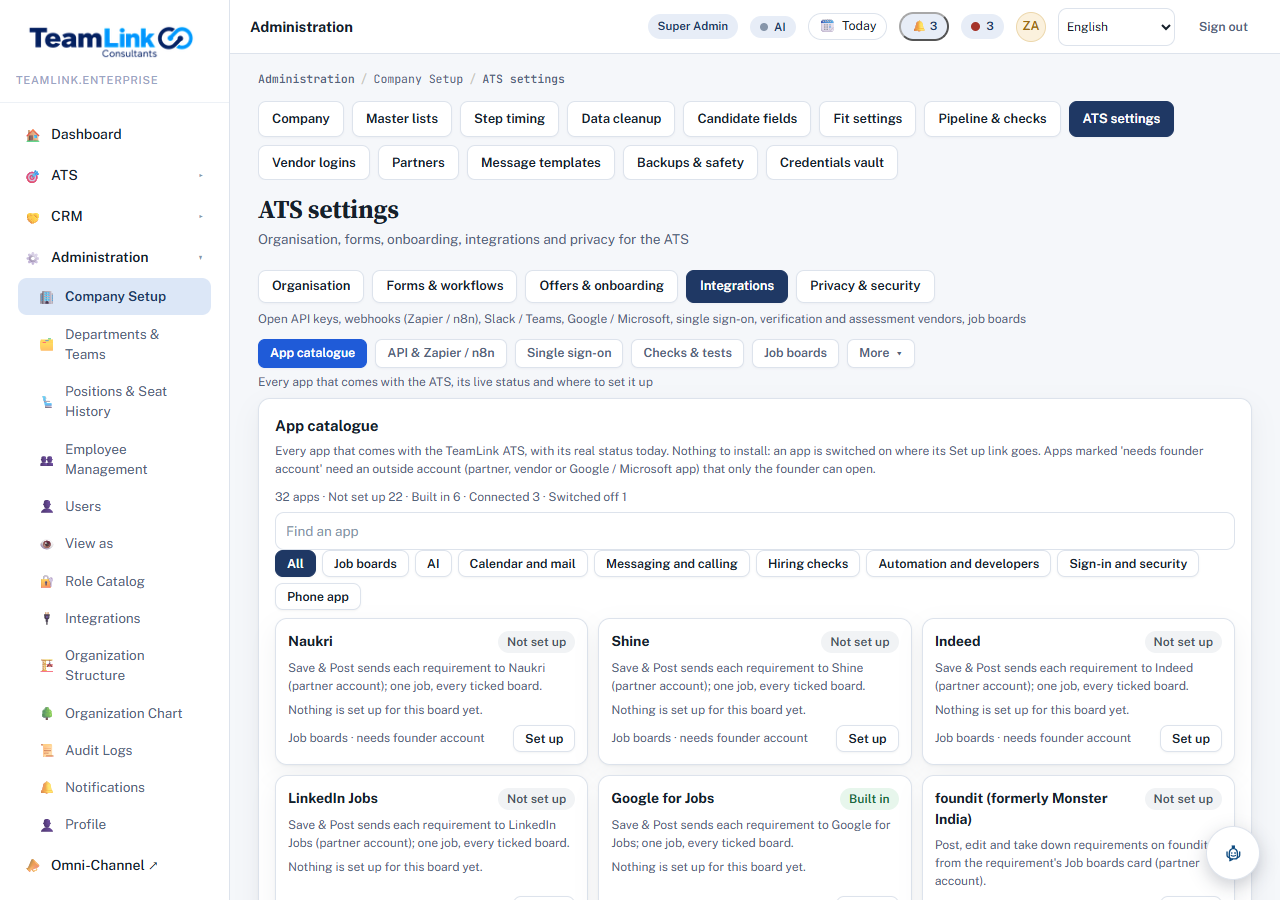 TeamLink
Consultants
TEAMLINK.ENTERPRISE
Dashboard
ATS
CRM
Administration
Company Setup
Departments &
Teams
Positions & Seat
History
Employee
Management
Users
View as
Role Catalog
Integrations
Organization
Structure
Organization Chart
Audit Logs
Notifications
Profile
Omni-Channel ↗
Administration
Super Admin
AI
Today
3
3
ZA
English
Sign out
Administration / Company Setup / ATS settings
Company
Master lists
Step timing
Data cleanup
Candidate fields
Fit settings
Pipeline & checks
ATS settings
Vendor logins
Partners
Message templates
Backups & safety
Credentials vault
ATS settings
Organisation, forms, onboarding, integrations and privacy for the ATS
Organisation
Forms & workflows
Offers & onboarding
Integrations
Privacy & security
Open API keys, webhooks (Zapier / n8n), Slack / Teams, Google / Microsoft, single sign-on, verification and assessment vendors, job boards
App catalogue
API & Zapier / n8n
Single sign-on
Checks & tests
Job boards
More
Every app that comes with the ATS, its live status and where to set it up
App catalogue
Every app that comes with the TeamLink ATS, with its real status today. Nothing to install: an app is switched on where its Set up link goes. Apps marked 'needs founder
account' need an outside account (partner, vendor or Google / Microsoft app) that only the founder can open.
32 apps · Not set up 22 · Built in 6 · Connected 3 · Switched off 1
Find an app
All
Job boards
AI
Calendar and mail
Messaging and calling
Hiring checks
Automation and developers
Sign-in and security
Phone app
Naukri
Not set up
Save & Post sends each requirement to Naukri
(partner account); one job, every ticked board.
Nothing is set up for this board yet.
Job boards · needs founder account
Set up
Shine
Not set up
Save & Post sends each requirement to Shine
(partner account); one job, every ticked board.
Nothing is set up for this board yet.
Job boards · needs founder account
Set up
Indeed
Not set up
Save & Post sends each requirement to Indeed
(partner account); one job, every ticked board.
Nothing is set up for this board yet.
Job boards · needs founder account
Set up
LinkedIn Jobs
Not set up
Save & Post sends each requirement to LinkedIn
Jobs (partner account); one job, every ticked board.
Nothing is set up for this board yet.
Google for Jobs
Built in
Save & Post sends each requirement to Google for
Jobs; one job, every ticked board.
Nothing is set up for this board yet.
foundit (formerly Monster
India)
Not set up
Post, edit and take down requirements on foundit
from the requirement's Job boards card (partner
account).